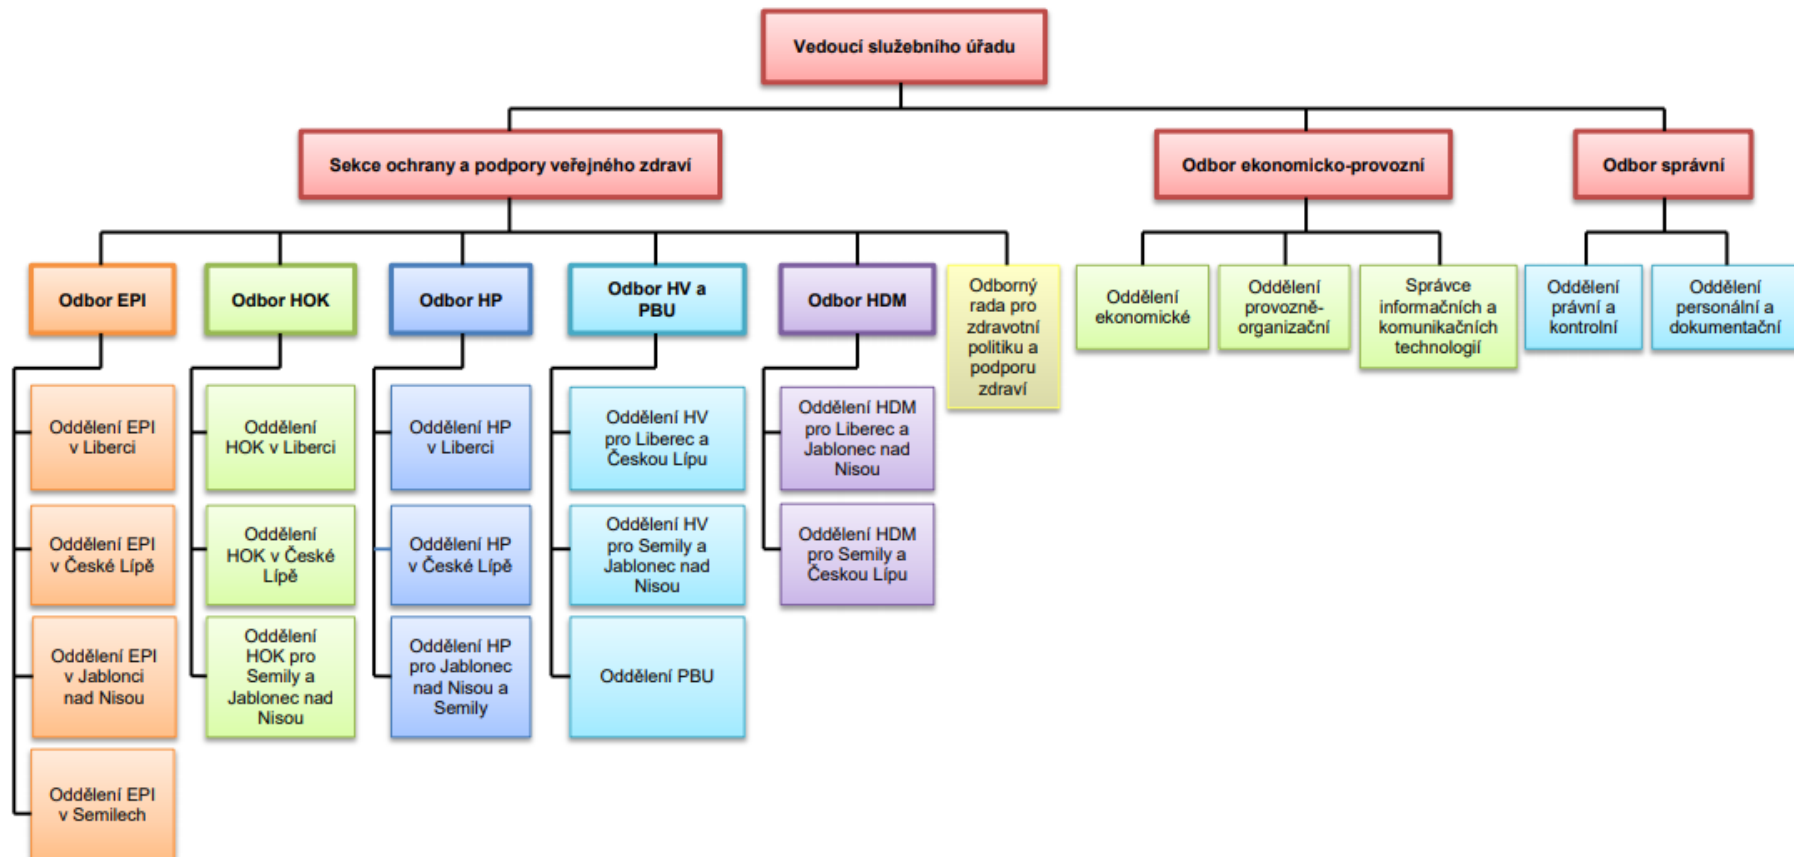 Vedoucí služebního úřadu
Sekce ochrany a podpory veřejného zdraví
Odbor ekonomicko-provozní
Odbor správní
Odbor EPI
Odbor HOK
Odbor HP
Odbor HV a
PBU
Odbor HDM
Odborný
rada pro
zdravotní
politiku a
podporu
zdraví
Oddělení
ekonomické
Oddělení
provozně-
organizační
Správce
informačních a
komunikačních
technologií
Oddělení
právní a
kontrolní
Oddělení
personální a
dokumentační
Oddělení EPI
v Liberci
Oddělení
HOK v Liberci
Oddělení HP
v Liberci
Oddělení HV
pro Liberec a
Českou Lípu
Oddělení HDM
pro Liberec a
Jablonec nad
Nisou
Oddělení EPI
v České Lípě
Oddělení
HOK v České
Lípě
Oddělení HP
v České Lípě
Oddělení HV
pro Semily a
Jablonec nad
Nisou
Oddělení HDM
pro Semily a
Českou Lípu
Oddělení EPI
v Jablonci
nad Nisou
Oddělení
HOK pro
Semily a
Jablonec nad
Nisou
Oddělení HP
pro Jablonec
nad Nisou a
Semily
Oddělení PBU
Oddělení EPI
v Semilech